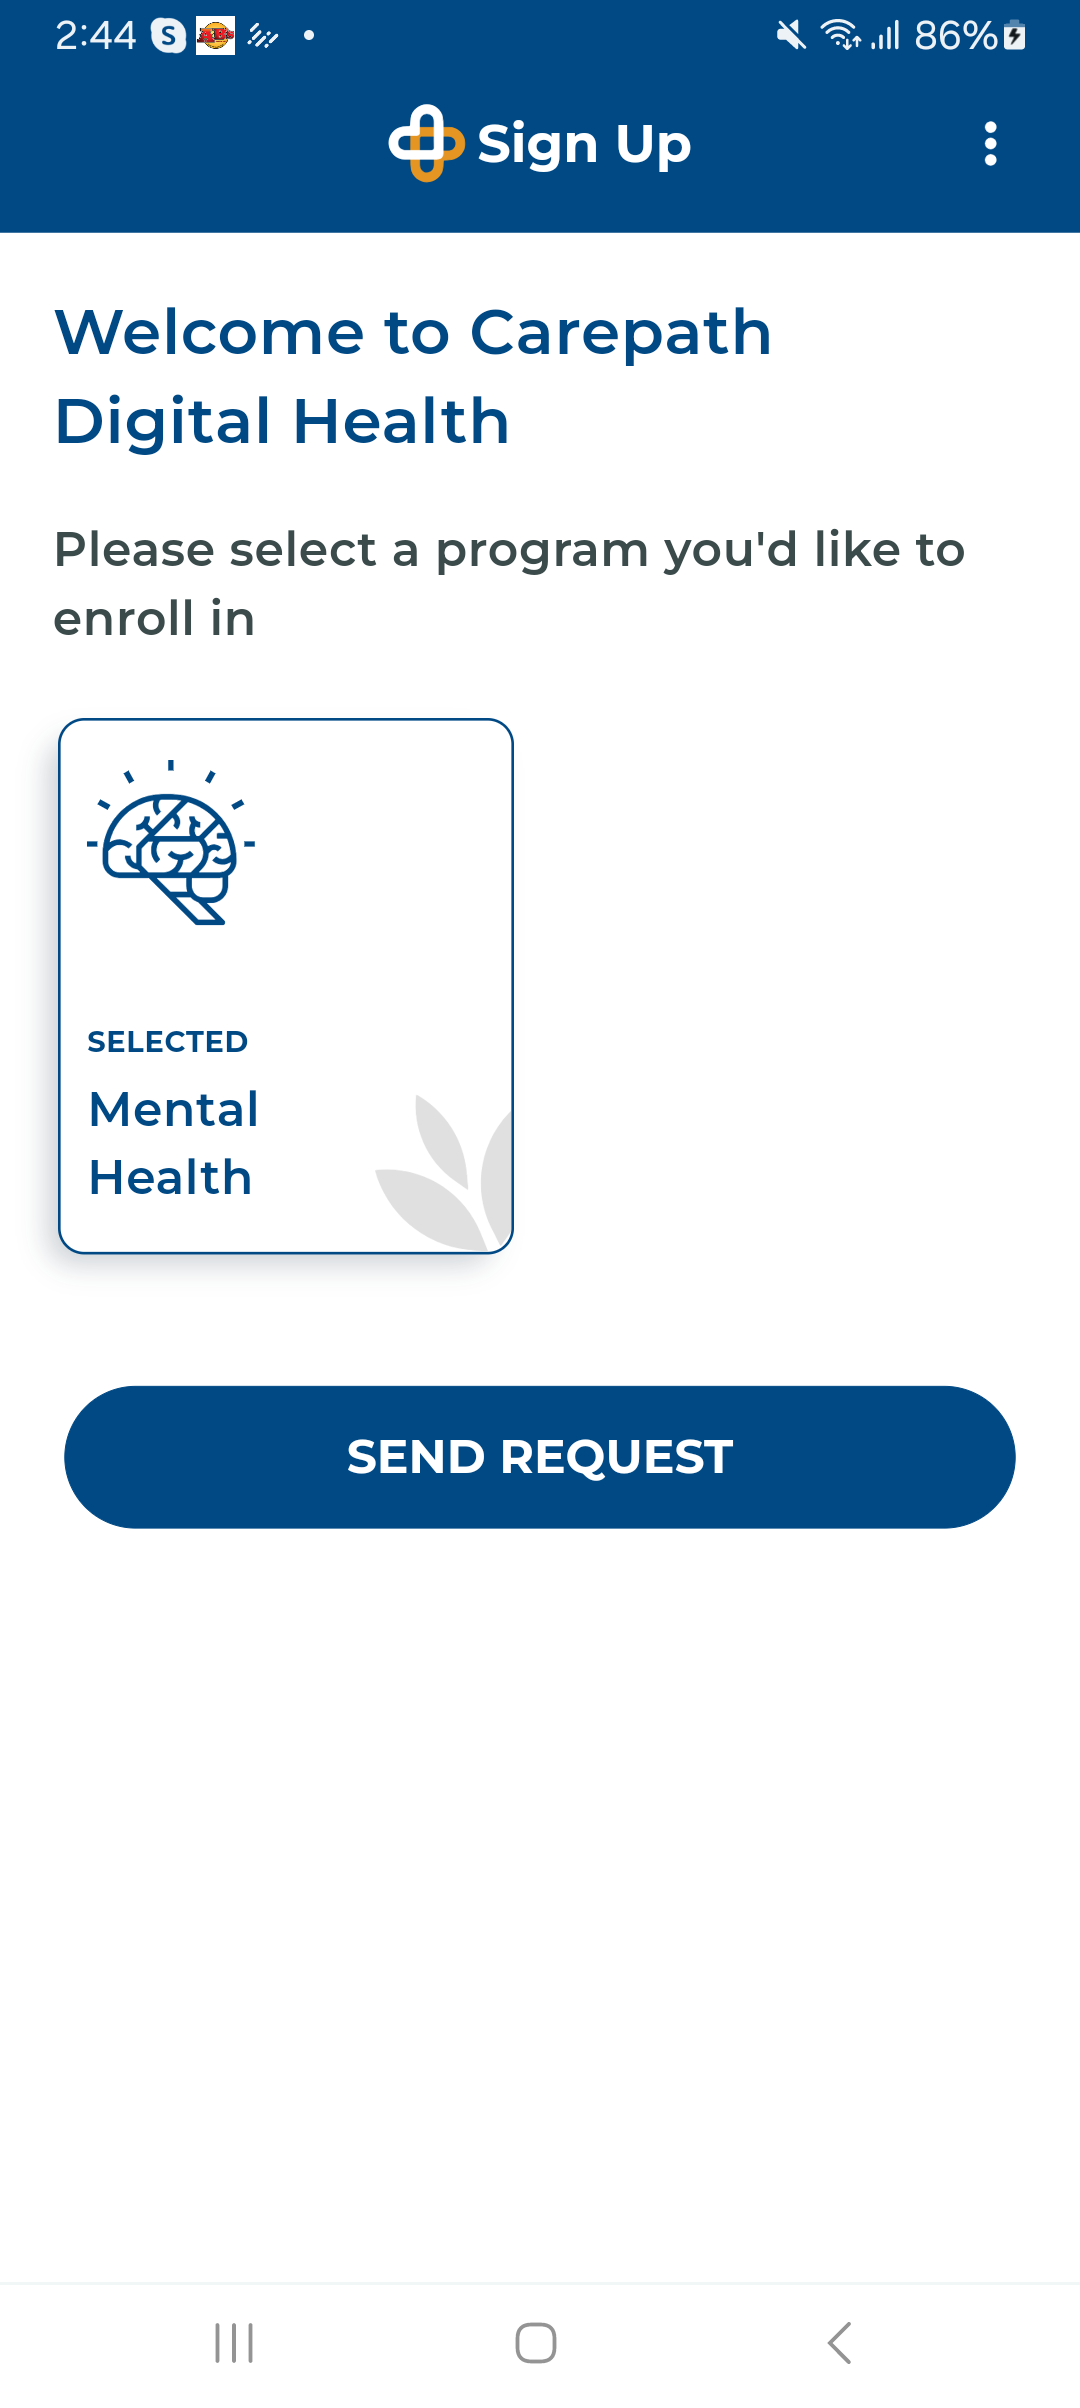 2:44 S ABs 86%
Sign Up
Welcome to Carepath
Digital Health
Please select a program you'd like to
enroll in
SELECTED
Mental
Health
SEND REQUEST